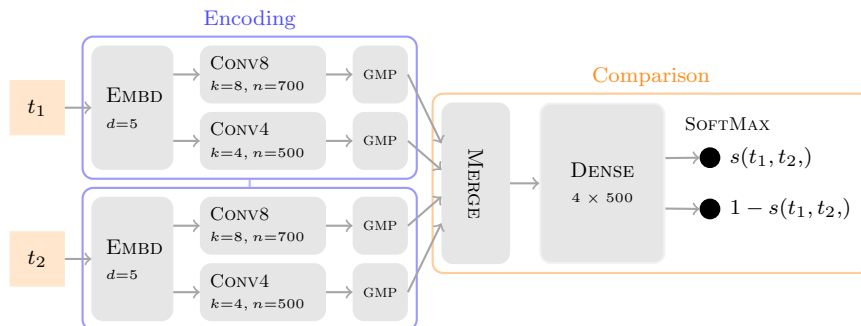 Encoding
t₁
EMBD
d=5
CONV8
k=8, n=700
GMP
CONV4
k=4, n=500
GMP
t₂
EMBD
d=5
CONV8
k=8, n=700
GMP
CONV4
k=4, n=500
GMP
Comparison
MERGE
DENSE
4 × 500
SOFTMAX
s(t₁, t₂,)
1 − s(t₁, t₂,)